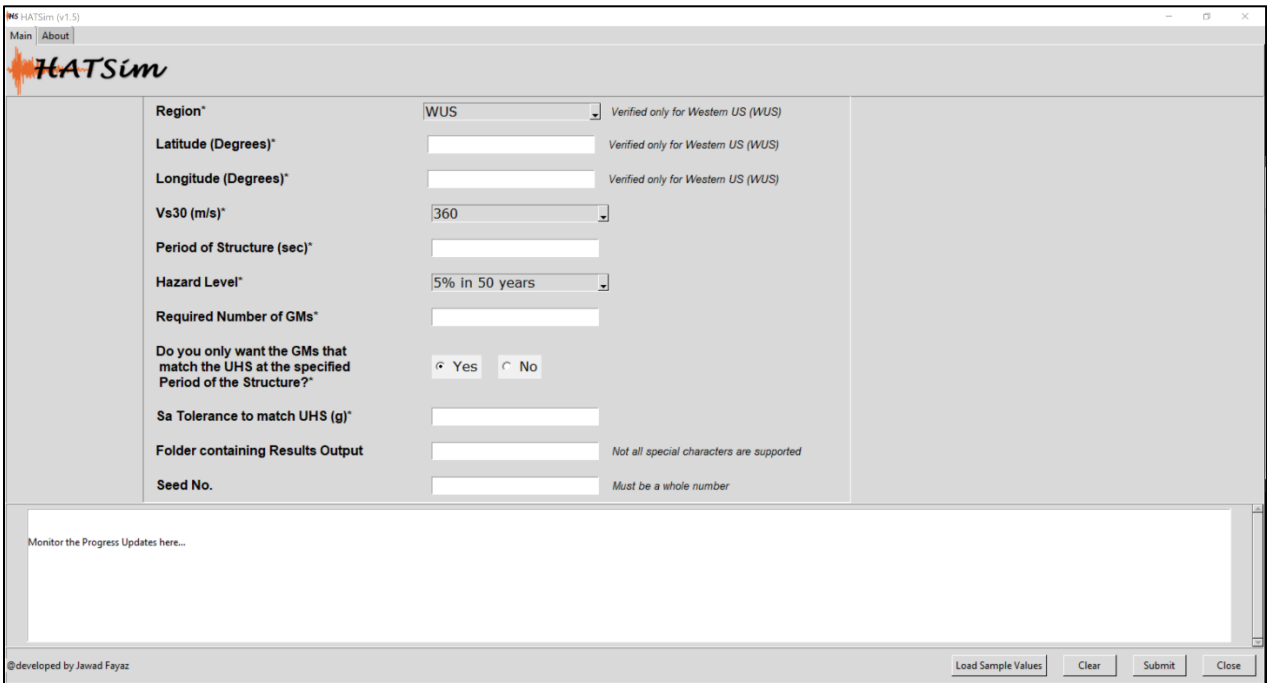 HS HATSim (v1.5)
Main About
HATSim
Region* WUS Verified only for Western US (WUS)
Latitude (Degrees)* Verified only for Western US (WUS)
Longitude (Degrees)* Verified only for Western US (WUS)
Vs30 (m/s)* 360
Period of Structure (sec)*
Hazard Level* 5% in 50 years
Required Number of GMs*
Do you only want the GMs that
match the UHS at the specified Yes No
Period of the Structure?*
Sa Tolerance to match UHS (g)*
Folder containing Results Output Not all special characters are supported
Seed No. Must be a whole number
Monitor the Progress Updates here...
@developed by Jawad Fayaz Load Sample Values Clear Submit Close